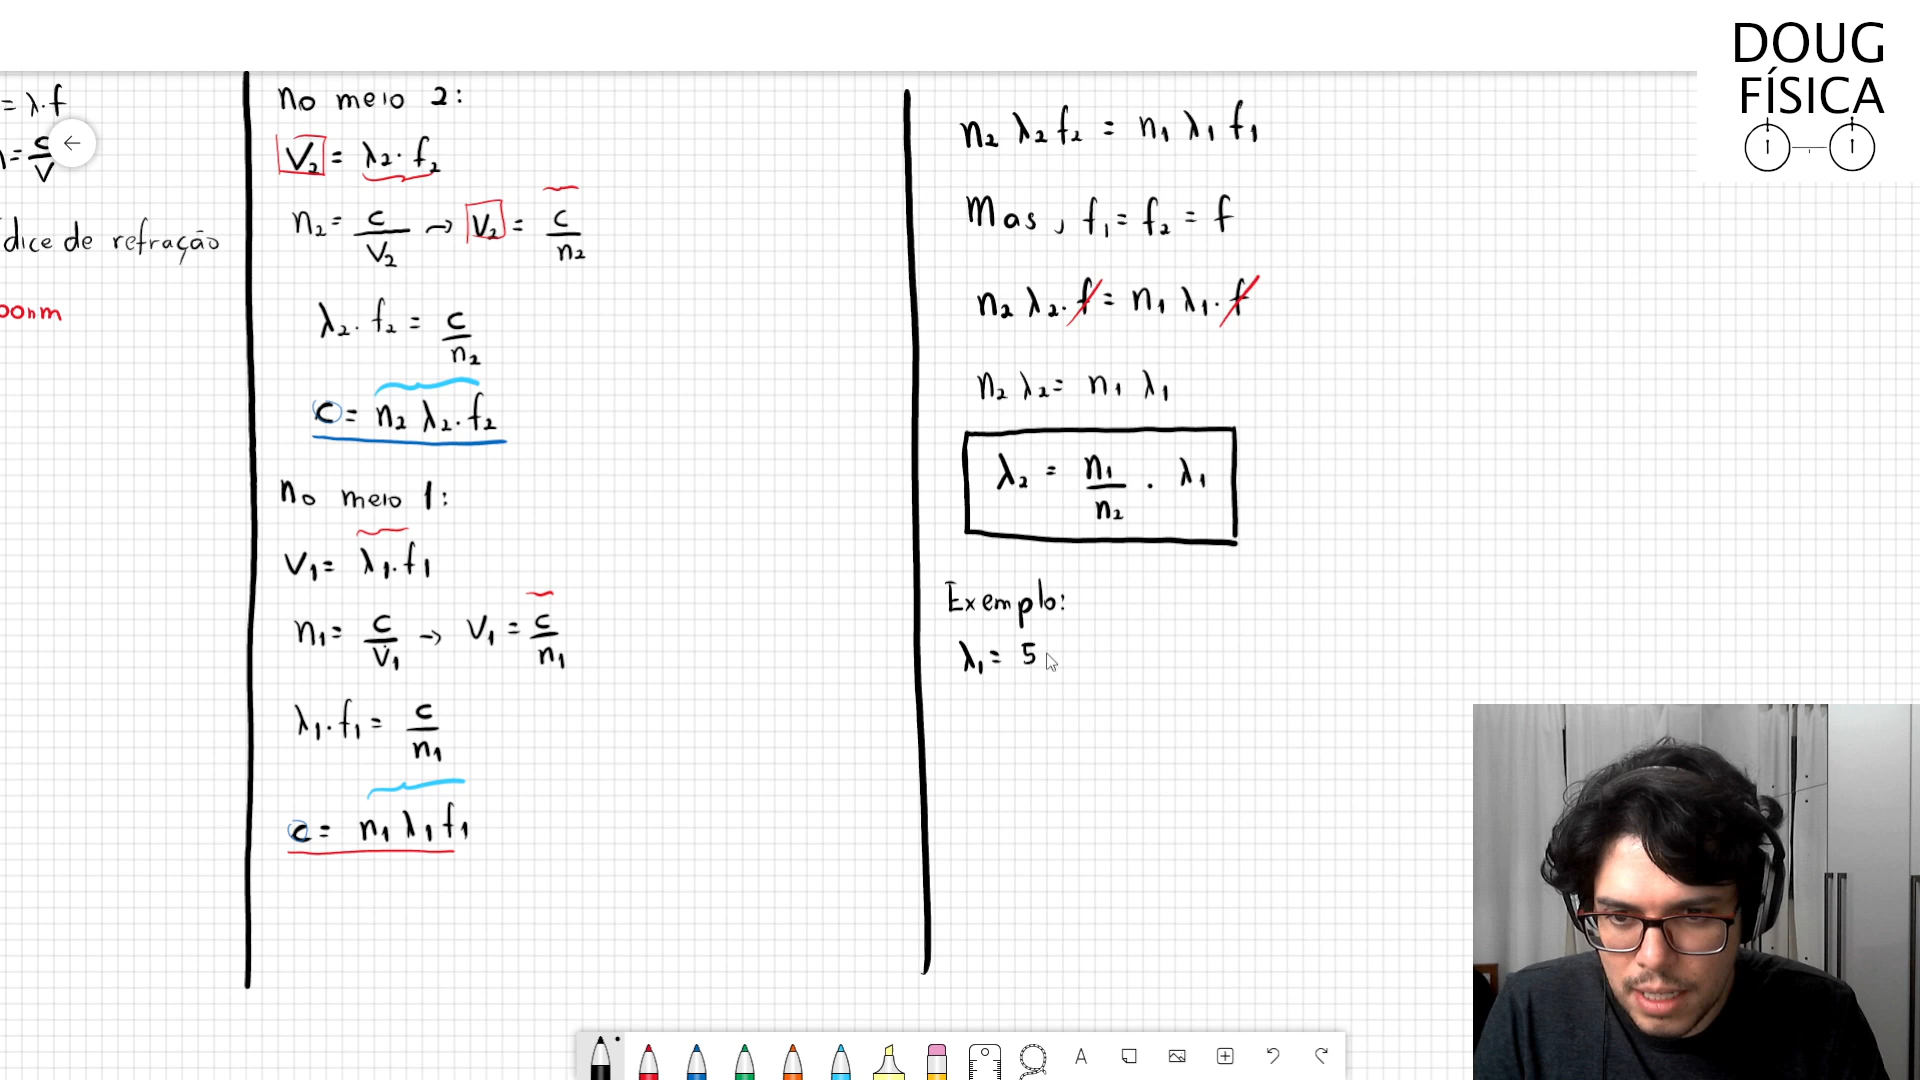 = λ.f
= c/v
dice de refração
00nm
No meio 2:
V₂ = λ₂. f₂
n₂ = c/V₂ → V₂ = c/n₂
λ₂. f₂ = c/n₂
c = n₂ λ₂. f₂
No meio 1:
V₁ = λ₁. f₁
n₁ = c/V₁ → V₁ = c/n₁
λ₁. f₁ = c/n₁
c = n₁ λ₁ f₁
n₂ λ₂ f₂ = n₁ λ₁ f₁
Mas, f₁ = f₂ = f
n₂ λ₂. f = n₁ λ₁. f
n₂ λ₂ = n₁ λ₁
λ₂ = n₁/n₂ . λ₁
Exemplo:
λ₁ = 5
DOUG
FÍSICA